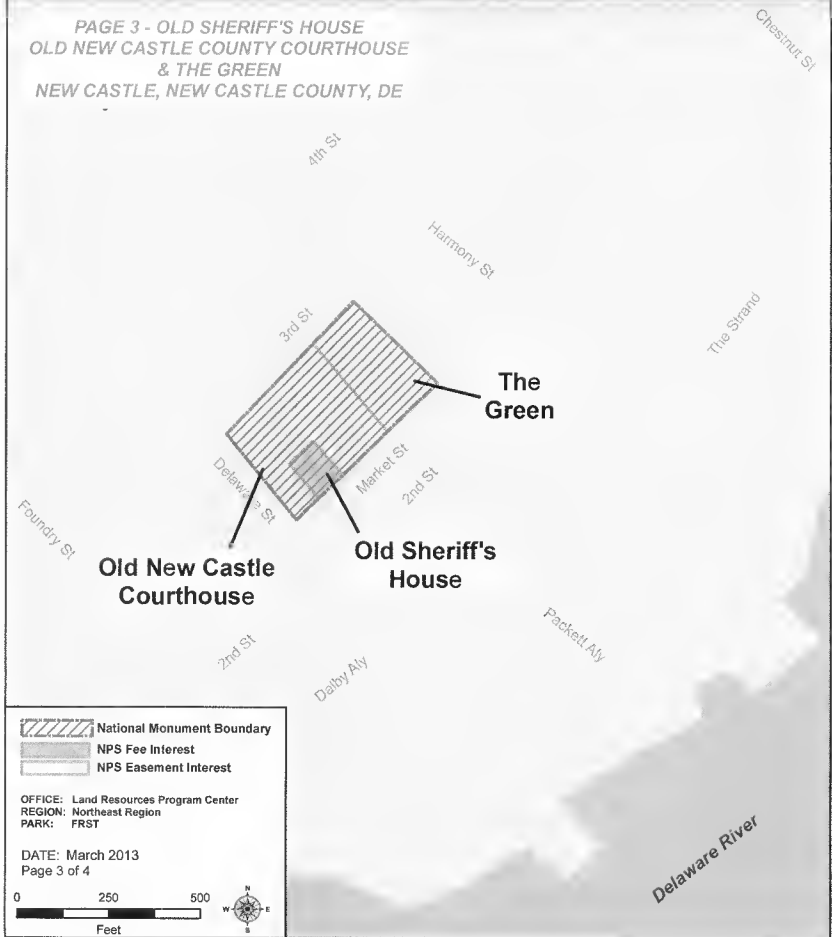 PAGE 3 - OLD SHERIFF'S HOUSE
OLD NEW CASTLE COUNTY COURTHOUSE
& THE GREEN
NEW CASTLE, NEW CASTLE COUNTY, DE
Chestnut St
4th St
Harmony St
The Strand
3rd St
The
Green
Market St
2nd St
Delaware St
Foundry St
Old New Castle
Courthouse
Old Sheriff's
House
2nd St
Dalby Aly
Packett Aly
National Monument Boundary
NPS Fee Interest
NPS Easement Interest
OFFICE: Land Resources Program Center
REGION: Northeast Region
PARK: FRST
DATE: March 2013
Page 3 of 4
0 250 500
Feet
N
W E
S
Delaware River